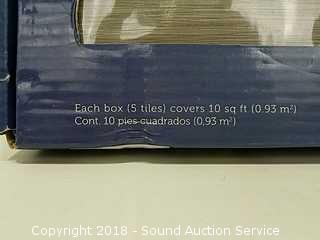 Each box (5 tiles) covers 10 sq ft (0.93 m²)
Cont. 10 pies cuadrados (0,93 m²)
Copyright 2018 - Sound Auction Service